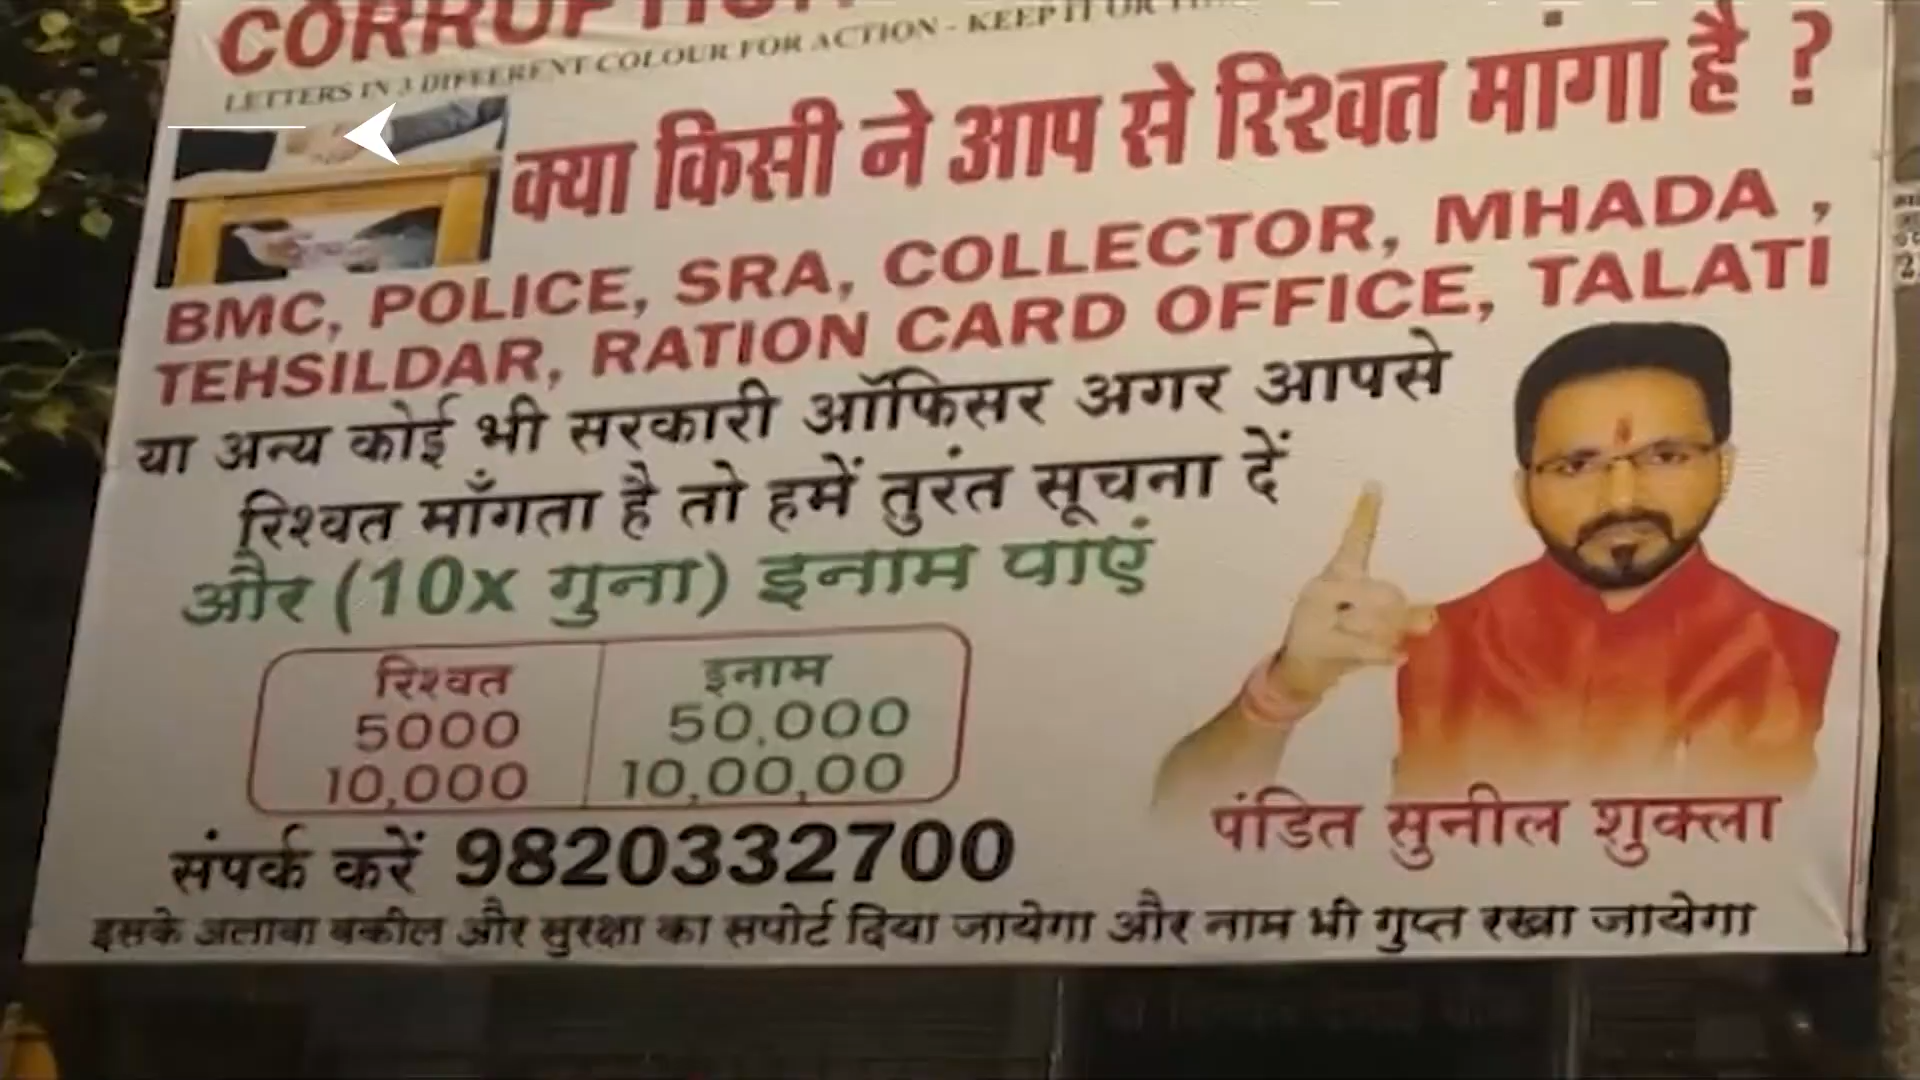 CORRUPTION
LETTERS IN 3 DIFFERENT COLOUR FOR ACTION - KEEP IT
क्या किसी ने आप से रिश्वत मांगा है ?
BMC, POLICE, SRA, COLLECTOR, MHADA ,
TEHSILDAR, RATION CARD OFFICE, TALATI
या अन्य कोई भी सरकारी ऑफिसर अगर आपसे
रिश्वत माँगता है तो हमें तुरंत सूचना दें
और (10x गुना) इनाम पाएं
रिश्वत इनाम
5000 50,000
10,000 10,00,00
संपर्क करें 9820332700
पंडित सुनील शुक्ला
इसके अलावा वकील और सुरक्षा का सपोर्ट दिया जायेगा और नाम भी गुप्त रखा जायेगा